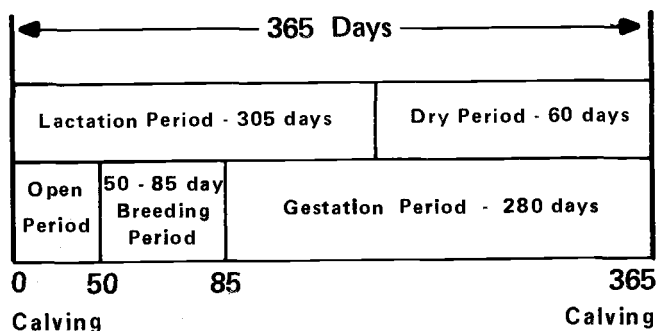 365 Days
Lactation Period - 305 days
Dry Period - 60 days
Open
Period
50 - 85 day
Breeding
Period
Gestation Period - 280 days
0 50 85 365
Calving Calving